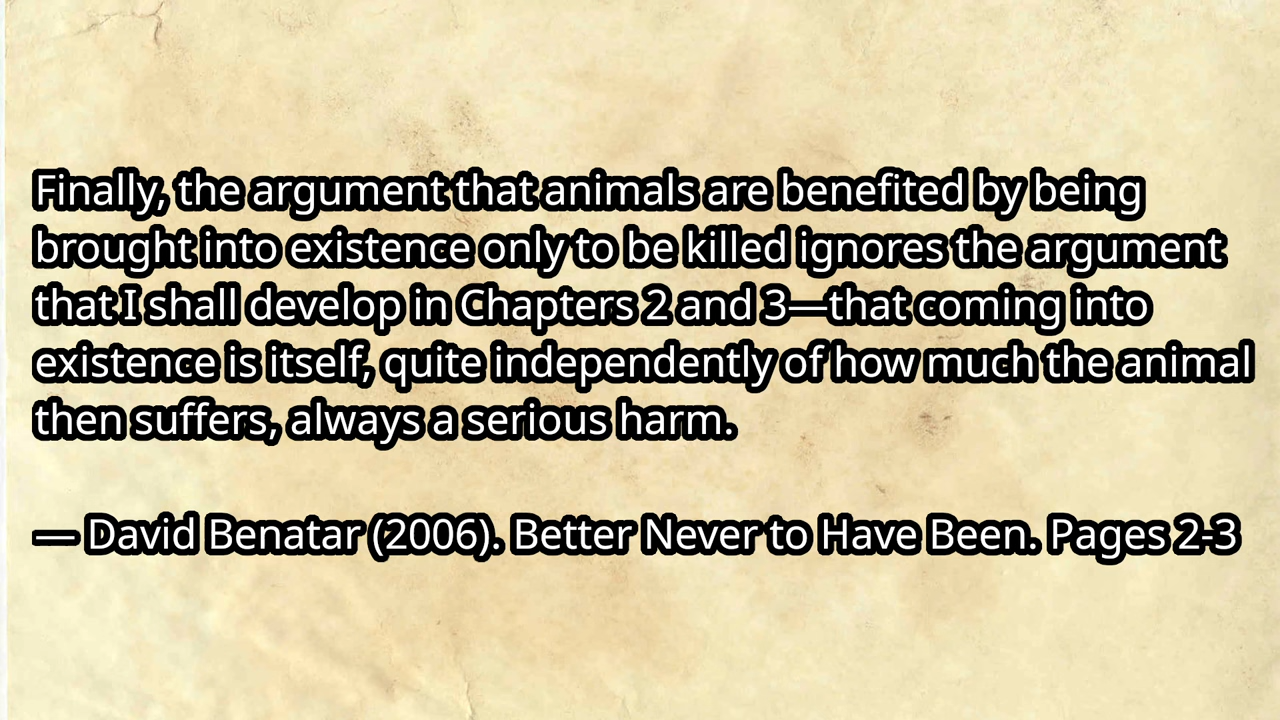 Finally, the argument that animals are benefited by being
brought into existence only to be killed ignores the argument
that I shall develop in Chapters 2 and 3—that coming into
existence is itself, quite independently of how much the animal
then suffers, always a serious harm.
— David Benatar (2006). Better Never to Have Been. Pages 2-3